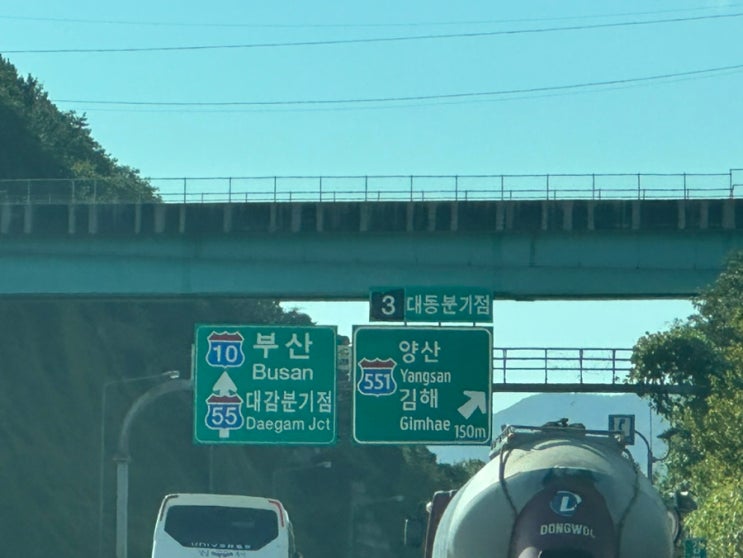 3 대동분기점
10 부산
Busan
55 대감분기점
Daegam Jct
양산
551 Yangsan
김해
Gimhae
150m
DONGWOO